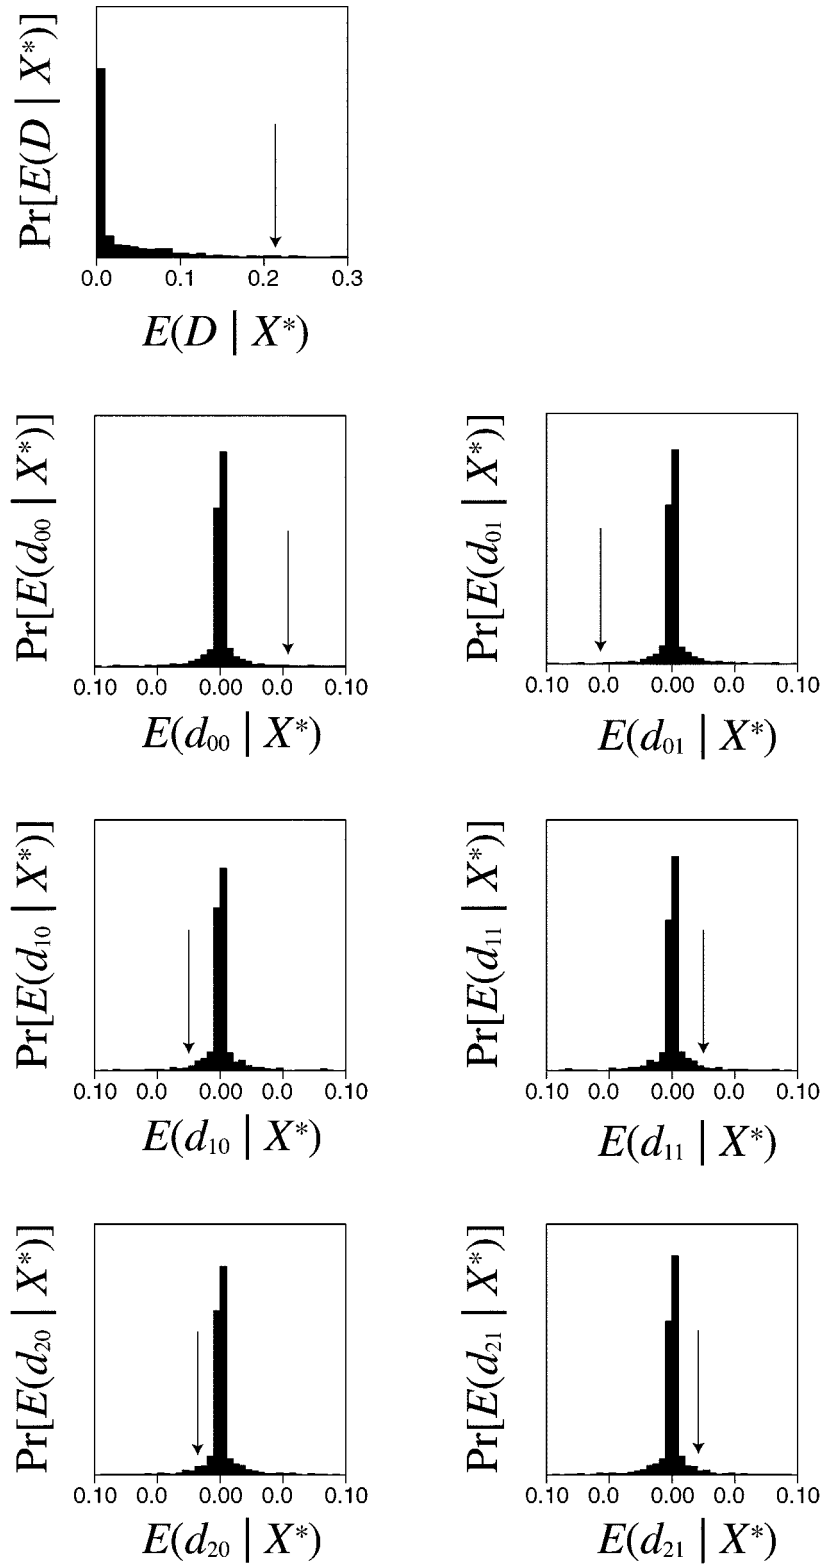 Pr[E(D | X*)]
0.0 0.1 0.2 0.3
E(D | X*)
Pr[E(d00 | X*)]
0.10 0.0 0.00 0.0 0.10
E(d00 | X*)
Pr[E(d01 | X*)]
0.10 0.0 0.00 0.0 0.10
E(d01 | X*)
Pr[E(d10 | X*)]
0.10 0.0 0.00 0.0 0.10
E(d10 | X*)
Pr[E(d11 | X*)]
0.10 0.0 0.00 0.0 0.10
E(d11 | X*)
Pr[E(d20 | X*)]
0.10 0.0 0.00 0.0 0.10
E(d20 | X*)
Pr[E(d21 | X*)]
0.10 0.0 0.00 0.0 0.10
E(d21 | X*)